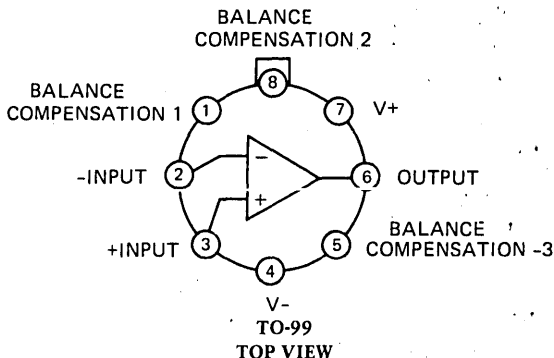 BALANCE
COMPENSATION 2
8
BALANCE
COMPENSATION 1
1
7
V+
-INPUT
2
−
6
OUTPUT
+
+INPUT
3
5
BALANCE
COMPENSATION -3
4
V-
TO-99
TOP VIEW